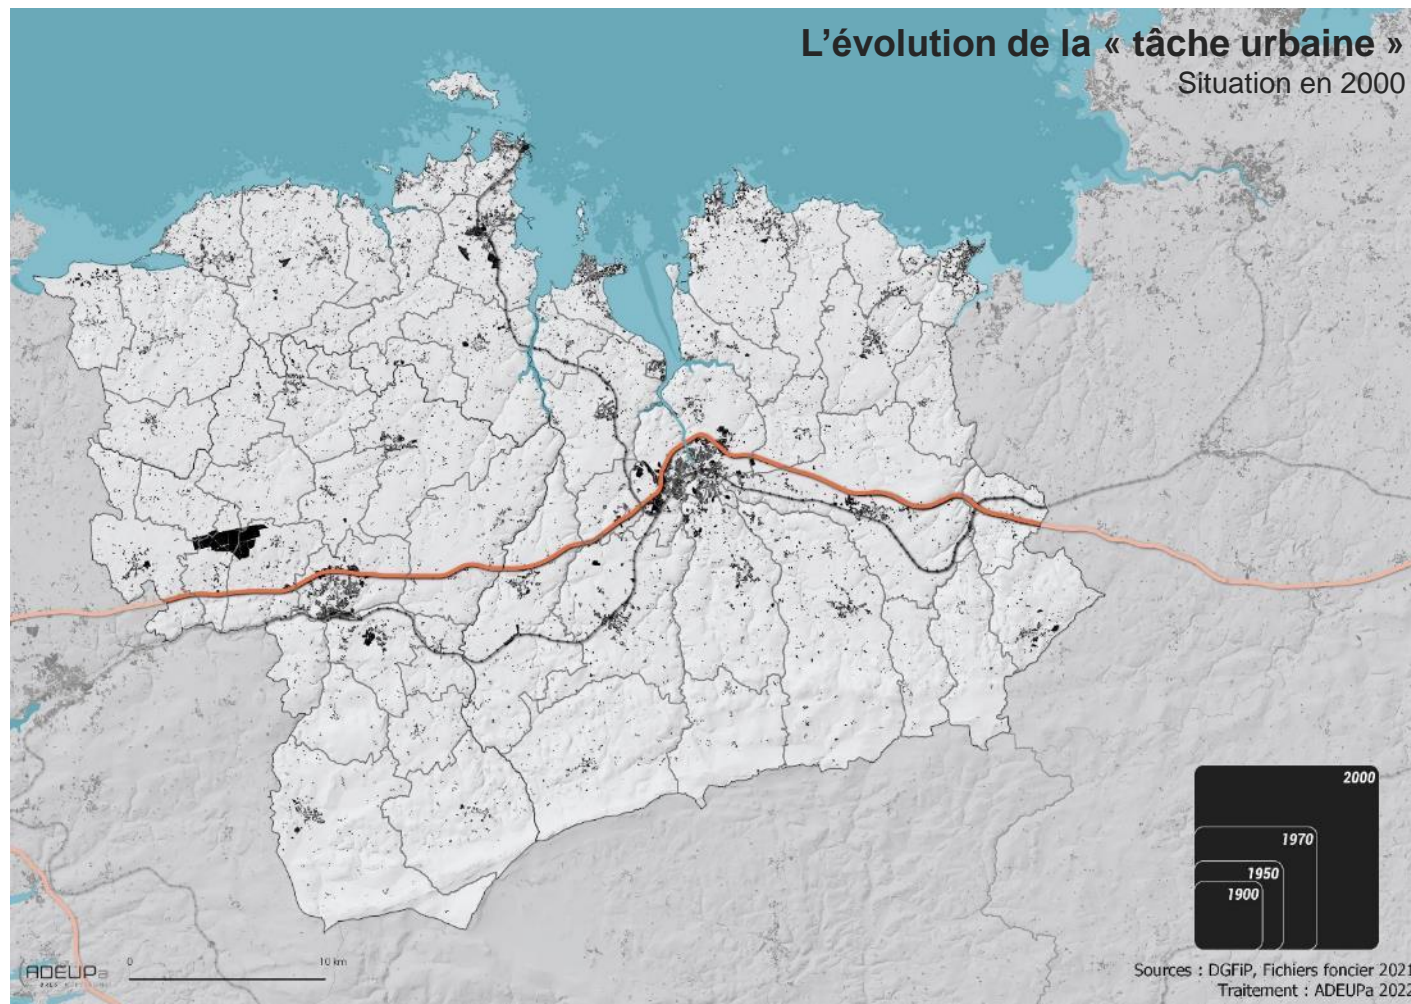 L'évolution de la « tâche urbaine »
Situation en 2000
2000
1970
1950
1900
ADEUPa
0
10 km
Sources : DGFiP, Fichiers foncier 2021
Traitement : ADEUPa 2022